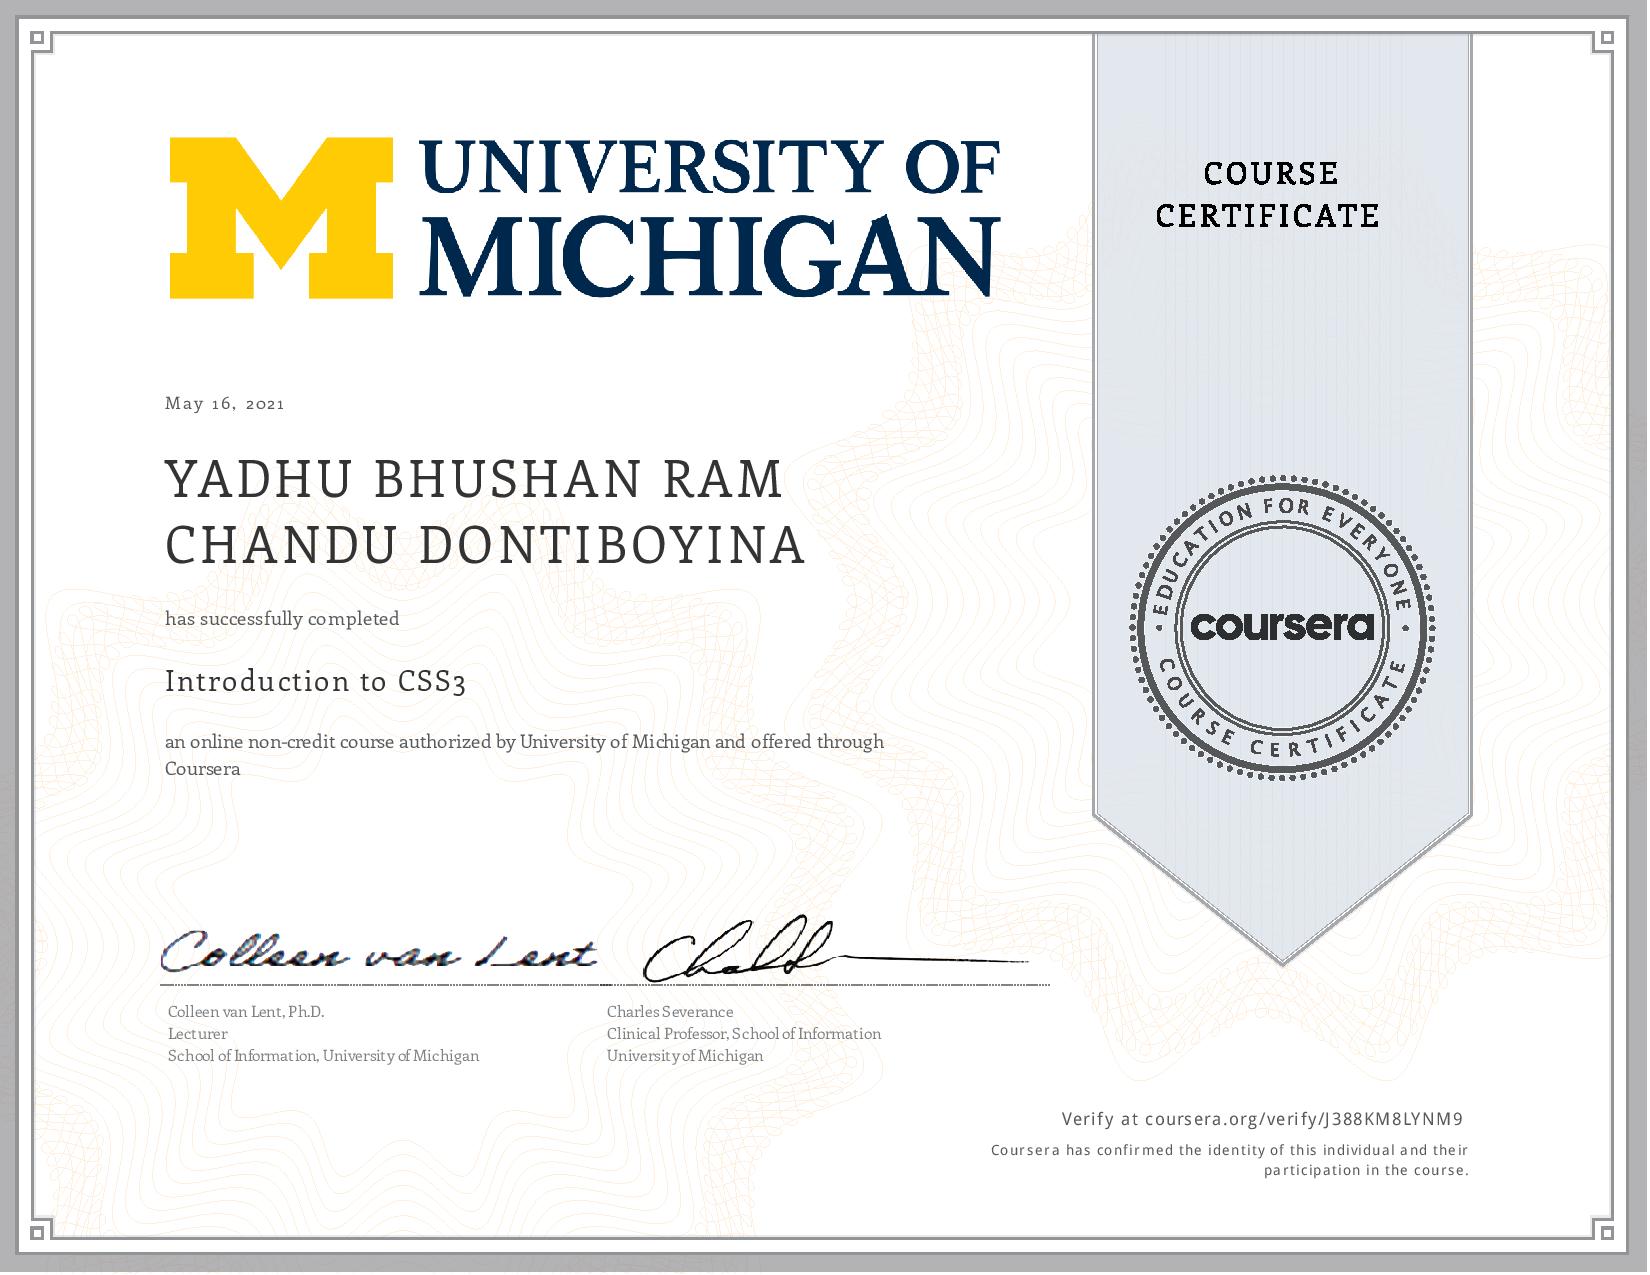 UNIVERSITY OF
MICHIGAN
COURSE
CERTIFICATE
May 16, 2021
YADHU BHUSHAN RAM
CHANDU DONTIBOYINA
has successfully completed
Introduction to CSS3
an online non-credit course authorized by University of Michigan and offered through
Coursera
EDUCATION FOR EVERYONE
coursera
COURSE CERTIFICATE
Colleen van Lent
Colleen van Lent, Ph.D.
Lecturer
School of Information, University of Michigan
Charles Severance
Clinical Professor, School of Information
University of Michigan
Verify at coursera.org/verify/J388KM8LYNM9
Coursera has confirmed the identity of this individual and their
participation in the course.